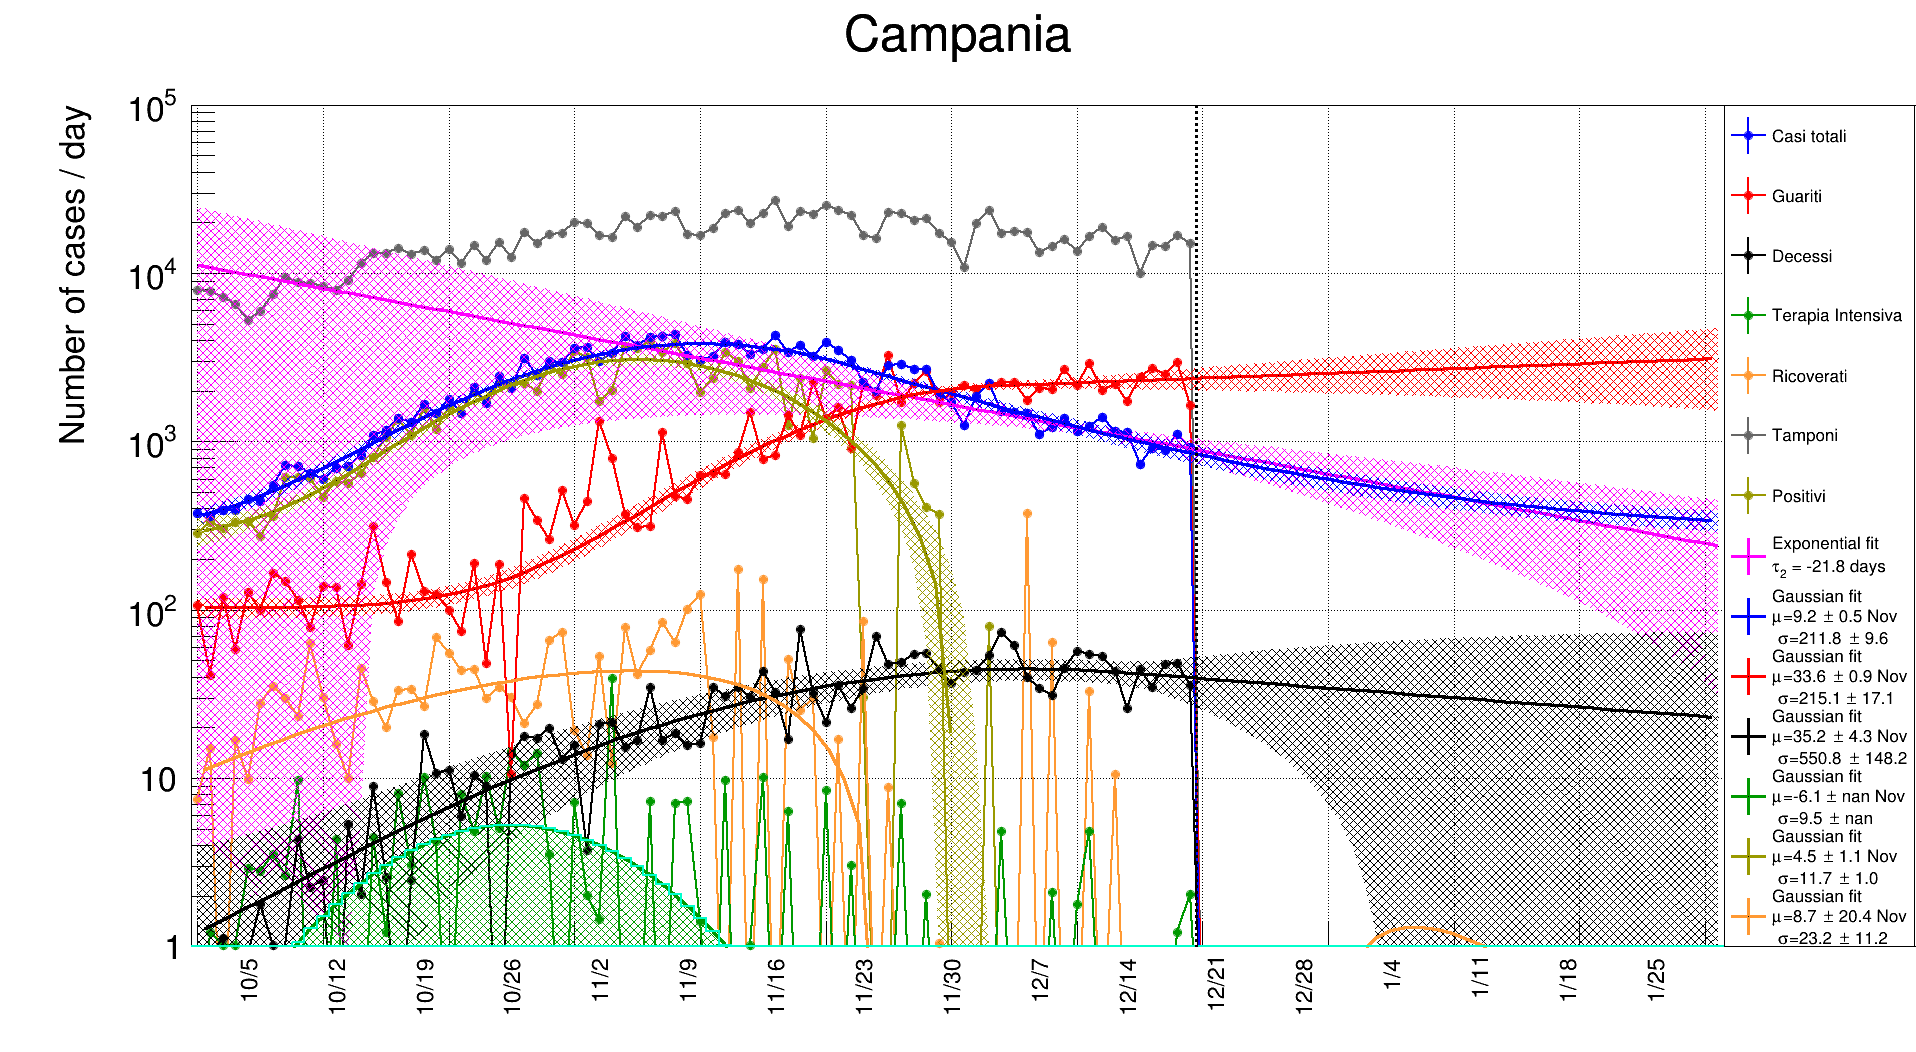 Campania
Number of cases / day
10^5
10^4
10^3
10^2
10
1
10/5
10/12
10/19
10/26
11/2
11/9
11/16
11/23
11/30
12/7
12/14
12/21
12/28
1/4
1/11
1/18
1/25
Casi totali
Guariti
Decessi
Terapia Intensiva
Ricoverati
Tamponi
Positivi
Exponential fit
τ₂ = -21.8 days
Gaussian fit
μ=9.2 ± 0.5 Nov
σ=211.8 ± 9.6
Gaussian fit
μ=33.6 ± 0.9 Nov
σ=215.1 ± 17.1
Gaussian fit
μ=35.2 ± 4.3 Nov
σ=550.8 ± 148.2
Gaussian fit
μ=-6.1 ± nan Nov
σ=9.5 ± nan
Gaussian fit
μ=4.5 ± 1.1 Nov
σ=11.7 ± 1.0
Gaussian fit
μ=8.7 ± 20.4 Nov
σ=23.2 ± 11.2